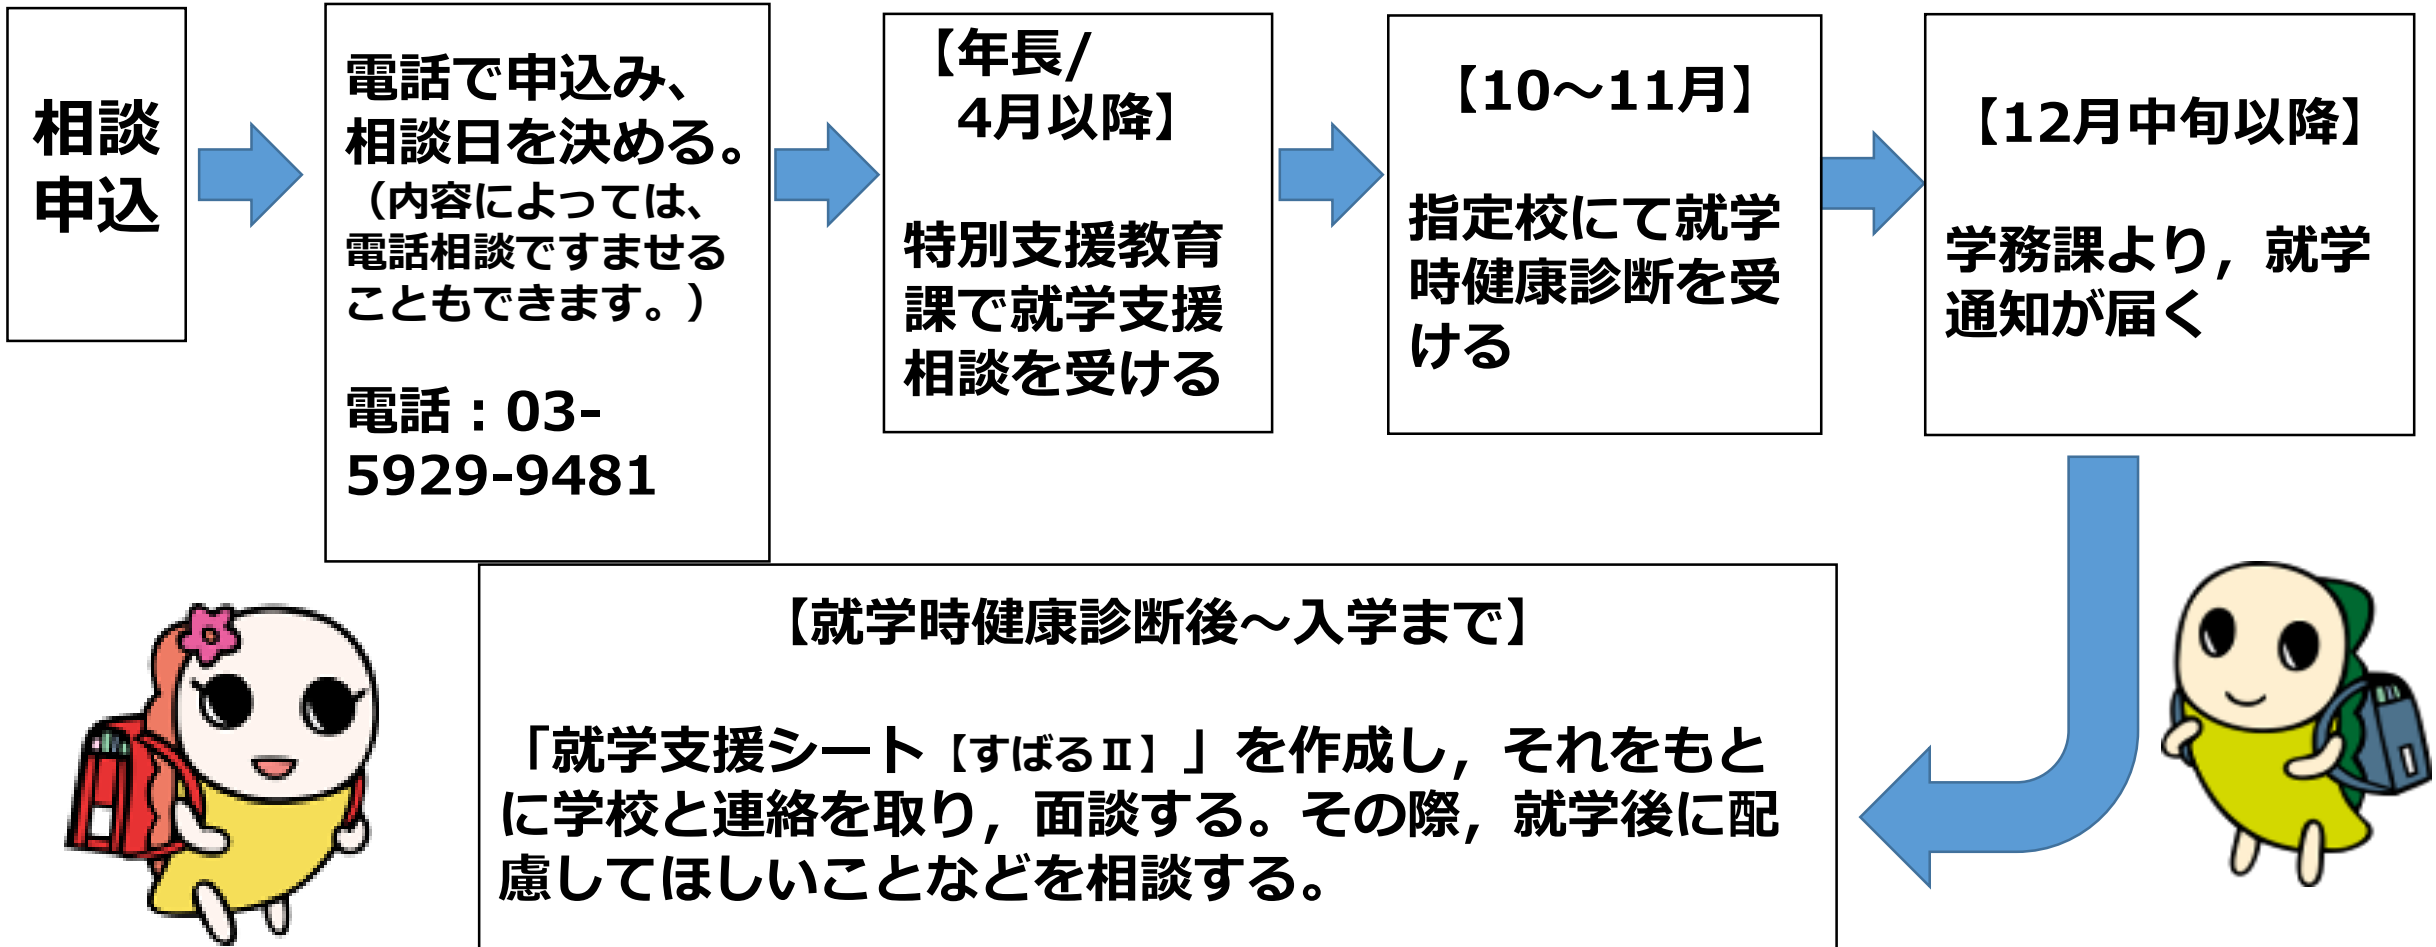 相談
申込
電話で申込み、
相談日を決める。
（内容によっては、
電話相談ですませる
こともできます。）
電話：03-
5929-9481
【年長/
4月以降】
特別支援教育
課で就学支援
相談を受ける
【10～11月】
指定校にて就学
時健康診断を受
ける
【12月中旬以降】
学務課より，就学
通知が届く
【就学時健康診断後～入学まで】
「就学支援シート【すばるⅡ】」を作成し，それをもと
に学校と連絡を取り，面談する。その際，就学後に配
慮してほしいことなどを相談する。